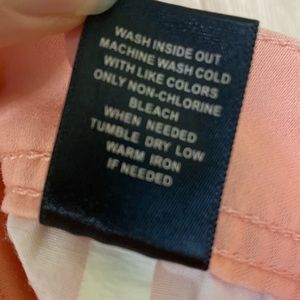 WASH INSIDE OUT
MACHINE WASH COLD
WITH LIKE COLORS
ONLY NON-CHLORINE
BLEACH
WHEN NEEDED
TUMBLE DRY LOW
WARM IRON
IF NEEDED